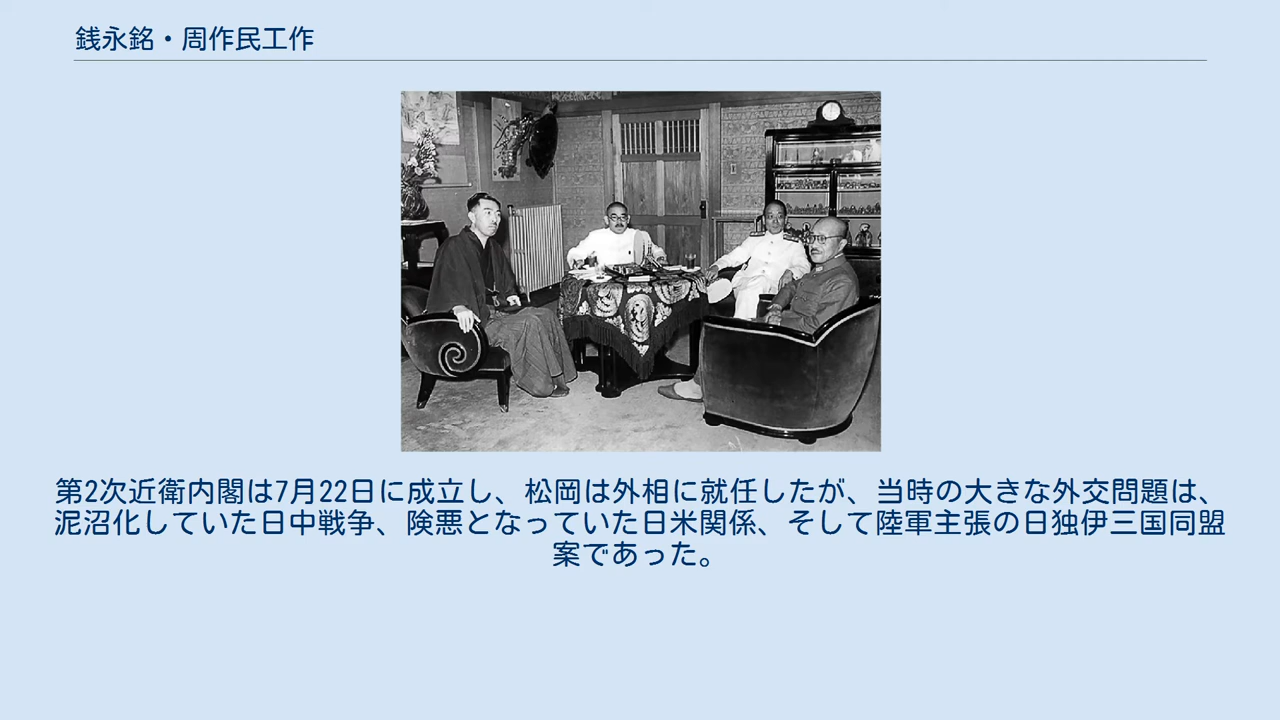 銭永銘・周作民工作
第2次近衛内閣は7月22日に成立し、松岡は外相に就任したが、当時の大きな外交問題は、
泥沼化していた日中戦争、険悪となっていた日米関係、そして陸軍主張の日独伊三国同盟
案であった。